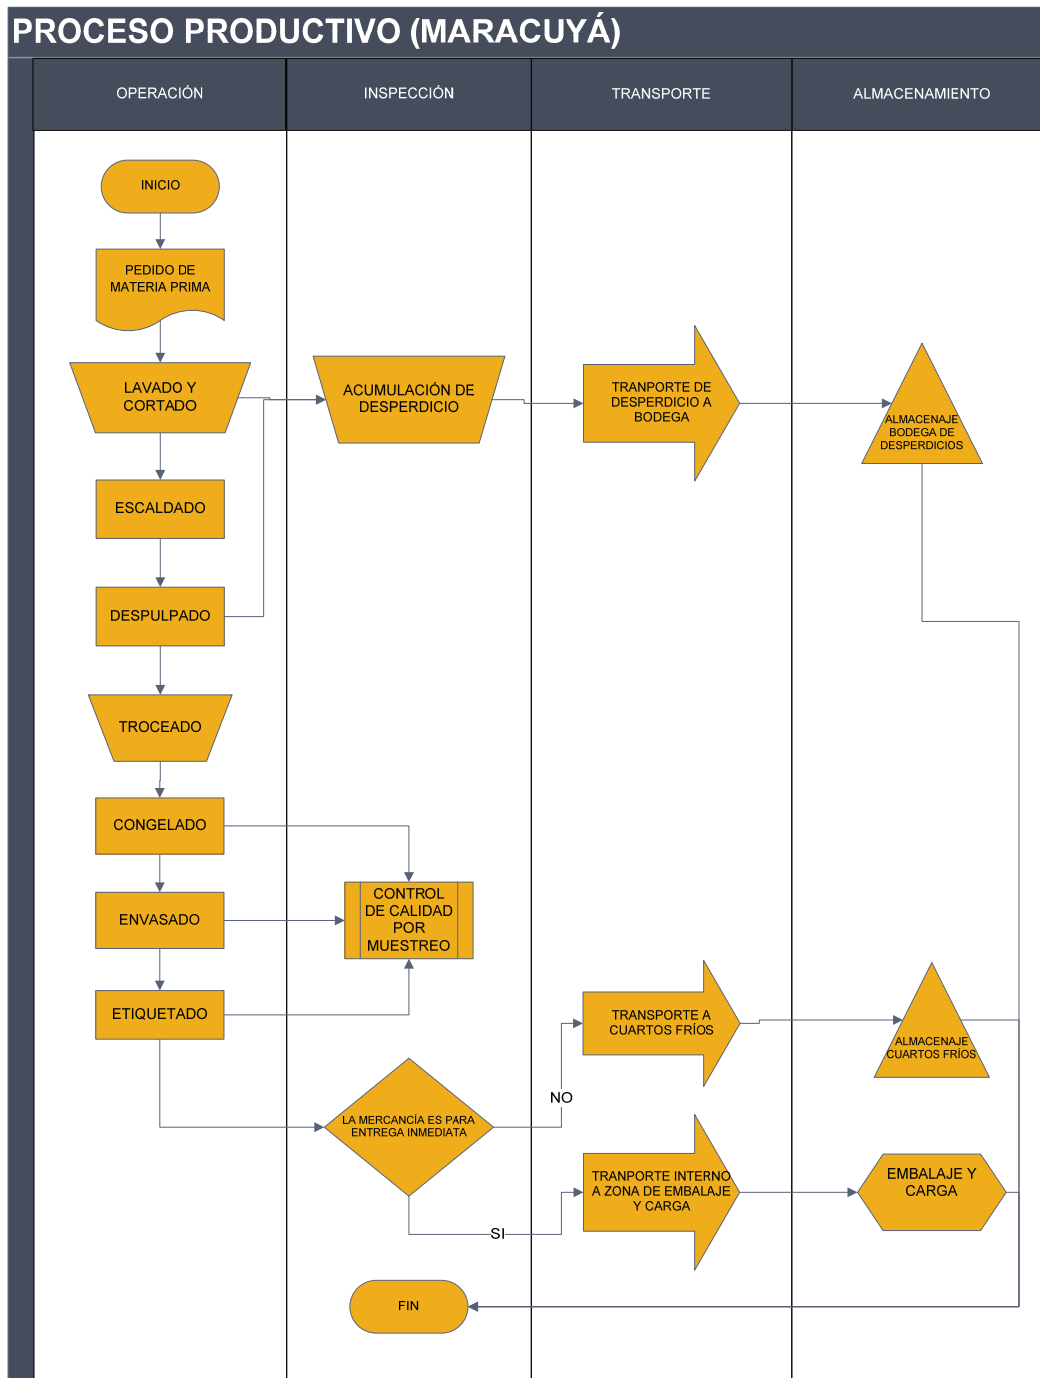 PROCESO PRODUCTIVO (MARACUYÁ)
OPERACIÓN
INSPECCIÓN
TRANSPORTE
ALMACENAMIENTO
INICIO
PEDIDO DE
MATERIA PRIMA
LAVADO Y
CORTADO
ACUMULACIÓN DE
DESPERDICIO
TRANPORTE DE
DESPERDICIO A
BODEGA
ALMACENAJE
BODEGA DE
DESPERDICIOS
ESCALDADO
DESPULPADO
TROCEADO
CONGELADO
ENVASADO
CONTROL
DE CALIDAD
POR
MUESTREO
ETIQUETADO
TRANSPORTE A
CUARTOS FRÍOS
ALMACENAJE
CUARTOS FRÍOS
NO
LA MERCANCÍA ES PARA
ENTREGA INMEDIATA
TRANPORTE INTERNO
A ZONA DE EMBALAJE
Y CARGA
EMBALAJE Y
CARGA
SI
FIN